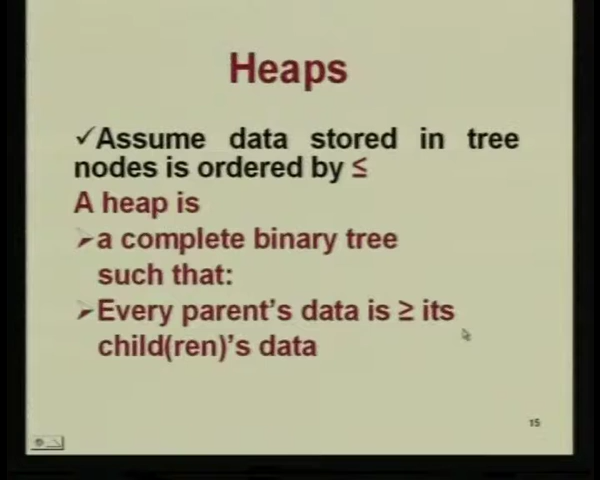 Heaps
✓Assume data stored in tree
nodes is ordered by ≤
A heap is
➢a complete binary tree
such that:
➢Every parent's data is ≥ its
child(ren)'s data
15